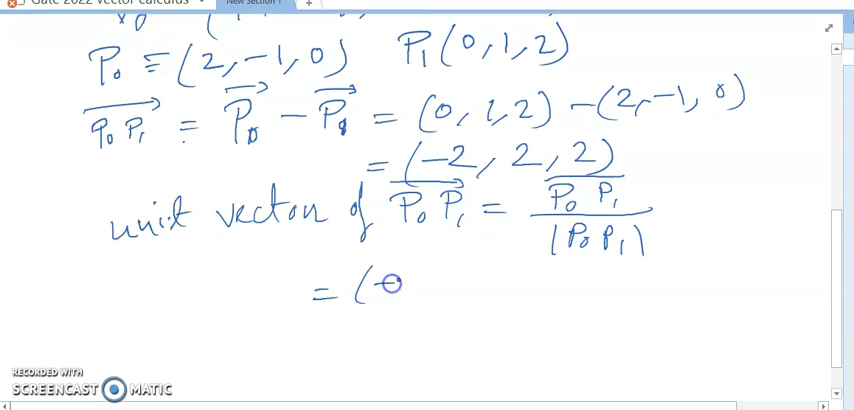 Gate 2022 vector calculus
New Section 1
P₀ ≡ (2, -1, 0) P₁(0, 1, 2)
P₀P₁ = P₀ - P₁ = (0, 1, 2) - (2, -1, 0)
= (-2, 2, 2)
unit vector of P₀P₁ = P₀P₁ / |P₀P₁|
= (-
RECORDED WITH
SCREENCAST MATIC